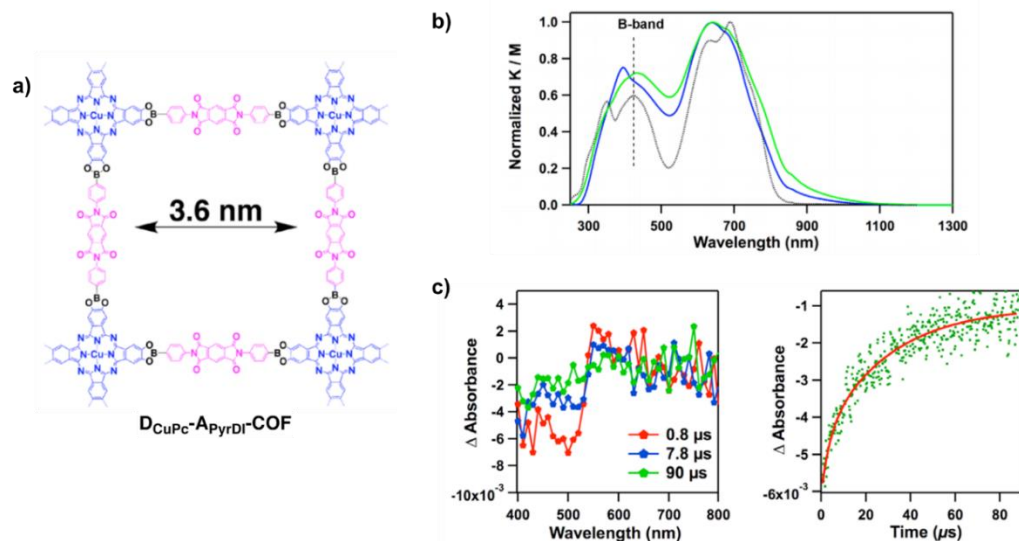 a)
3.6 nm
D_CuPc-A_PyrDI-COF
b)
B-band
Normalized K / M
1.0
0.8
0.6
0.4
0.2
0.0
300 500 700 900 1100 1300
Wavelength (nm)
c)
Δ Absorbance
4
2
0
-2
-4
-6
-8
-10x10⁻³
0.8 µs
7.8 µs
90 µs
400 500 600 700 800
Wavelength (nm)
Δ Absorbance
-1
-2
-3
-4
-5
-6x10⁻³
0 20 40 60 80
Time (µs)